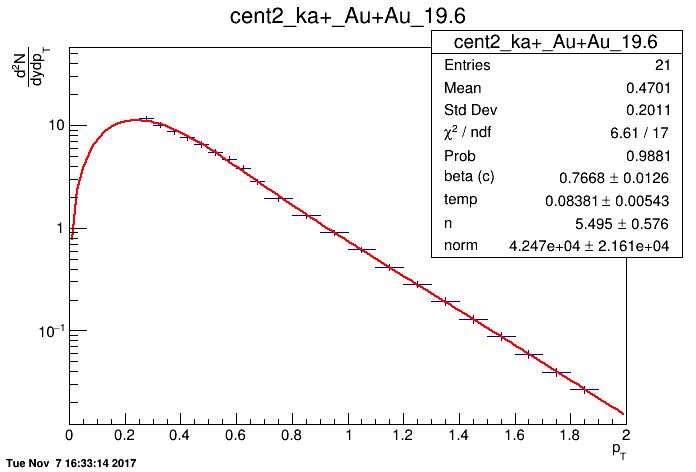 cent2_ka+_Au+Au_19.6
cent2_ka+_Au+Au_19.6
Entries 21
Mean 0.4701
Std Dev 0.2011
χ² / ndf 6.61 / 17
Prob 0.9881
beta (c) 0.7668 ± 0.0126
temp 0.08381 ± 0.00543
n 5.495 ± 0.576
norm 4.247e+04 ± 2.161e+04
d²N
dydp_T
10
1
10⁻¹
0 0.2 0.4 0.6 0.8 1 1.2 1.4 1.6 1.8 2
p_T
Tue Nov 7 16:33:14 2017